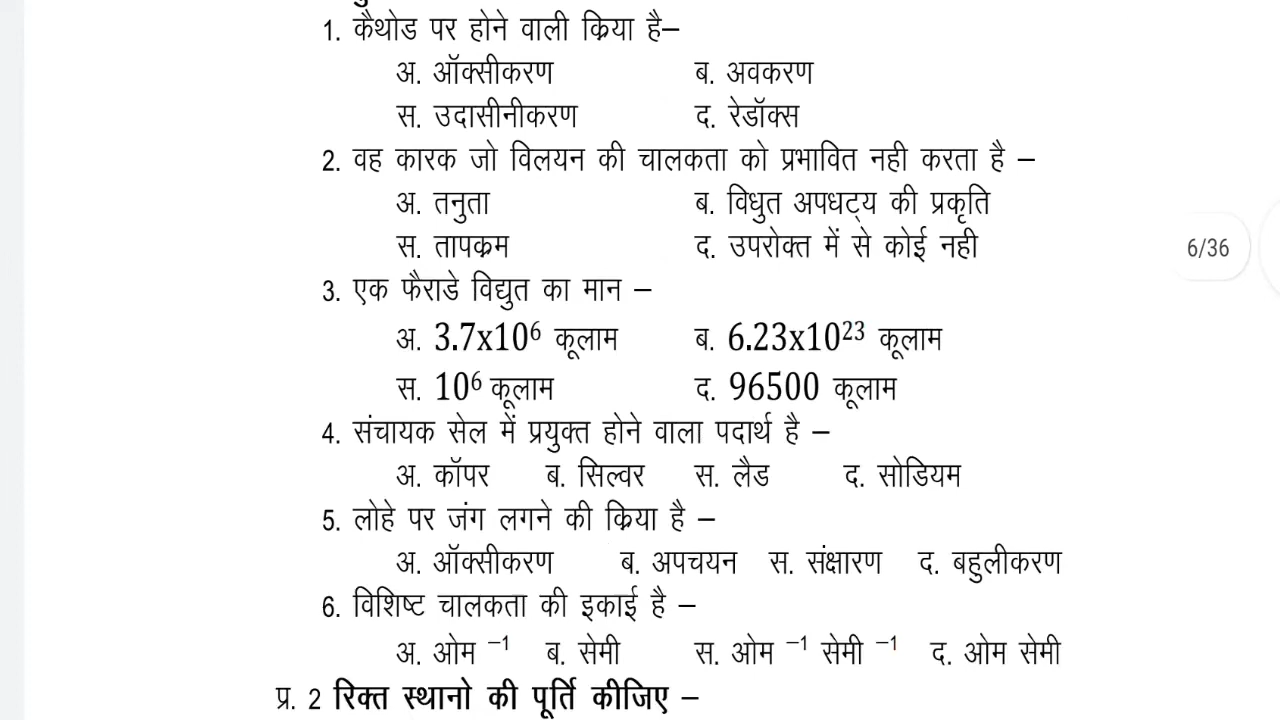 1. कैथोड पर होने वाली क्रिया है–
अ. ऑक्सीकरण ब. अवकरण
स. उदासीनीकरण द. रेडॉक्स
2. वह कारक जो विलयन की चालकता को प्रभावित नही करता है –
अ. तनुता ब. विधुत अपधट्य की प्रकृति
स. तापक्रम द. उपरोक्त में से कोई नही
6/36
3. एक फैराडे विद्युत का मान –
अ. 3.7x10⁶ कूलाम ब. 6.23x10²³ कूलाम
स. 10⁶ कूलाम द. 96500 कूलाम
4. संचायक सेल में प्रयुक्त होने वाला पदार्थ है –
अ. कॉपर ब. सिल्वर स. लैड द. सोडियम
5. लोहे पर जंग लगने की क्रिया है –
अ. ऑक्सीकरण ब. अपचयन स. संक्षारण द. बहुलीकरण
6. विशिष्ट चालकता की इकाई है –
अ. ओम ⁻¹ ब. सेमी स. ओम ⁻¹ सेमी ⁻¹ द. ओम सेमी
प्र. 2 रिक्त स्थानो की पूर्ति कीजिए –